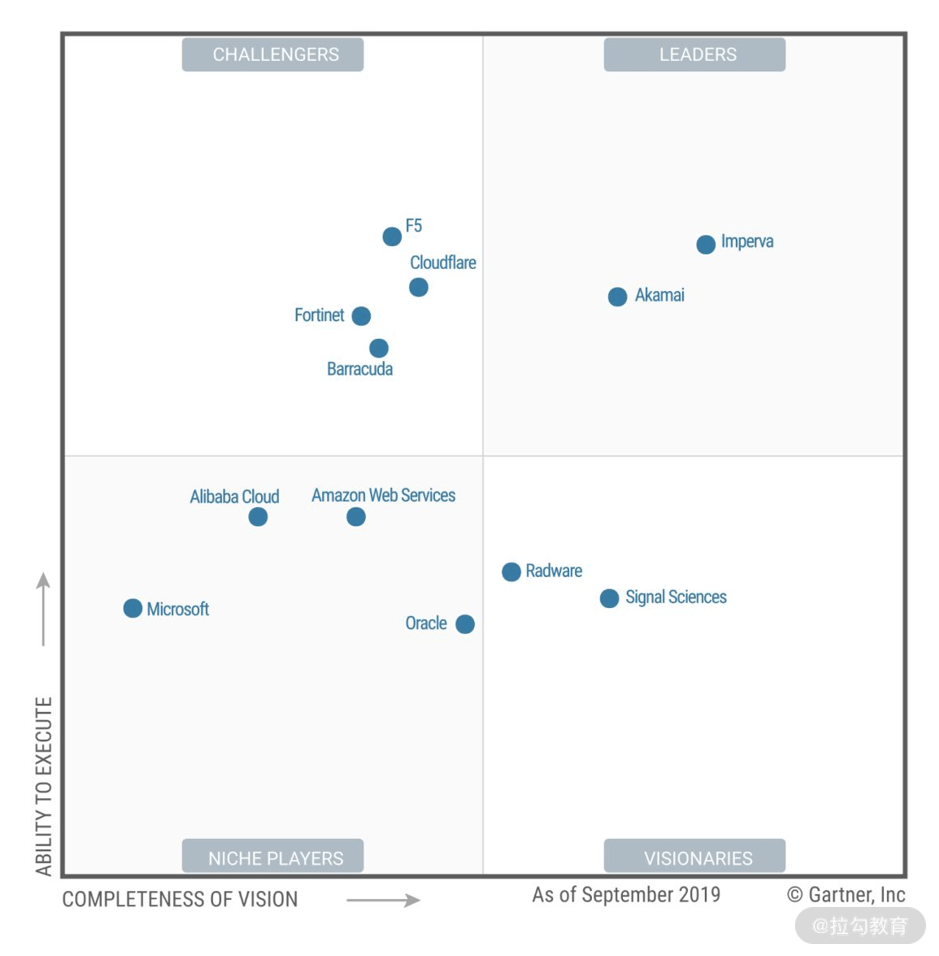 CHALLENGERS
LEADERS
F5
Imperva
Cloudflare
Akamai
Fortinet
Barracuda
Alibaba Cloud
Amazon Web Services
Radware
Signal Sciences
Microsoft
Oracle
ABILITY TO EXECUTE
NICHE PLAYERS
VISIONARIES
COMPLETENESS OF VISION
As of September 2019
© Gartner, Inc
@拉勾教育